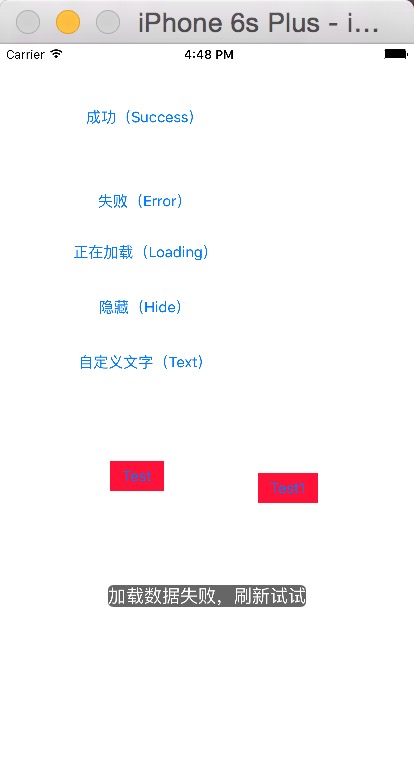 iPhone 6s Plus - i...
Carrier 4:48 PM
成功（Success）
失败（Error）
正在加载（Loading）
隐藏（Hide）
自定义文字（Text）
Test
Test1
加载数据失败，刷新试试